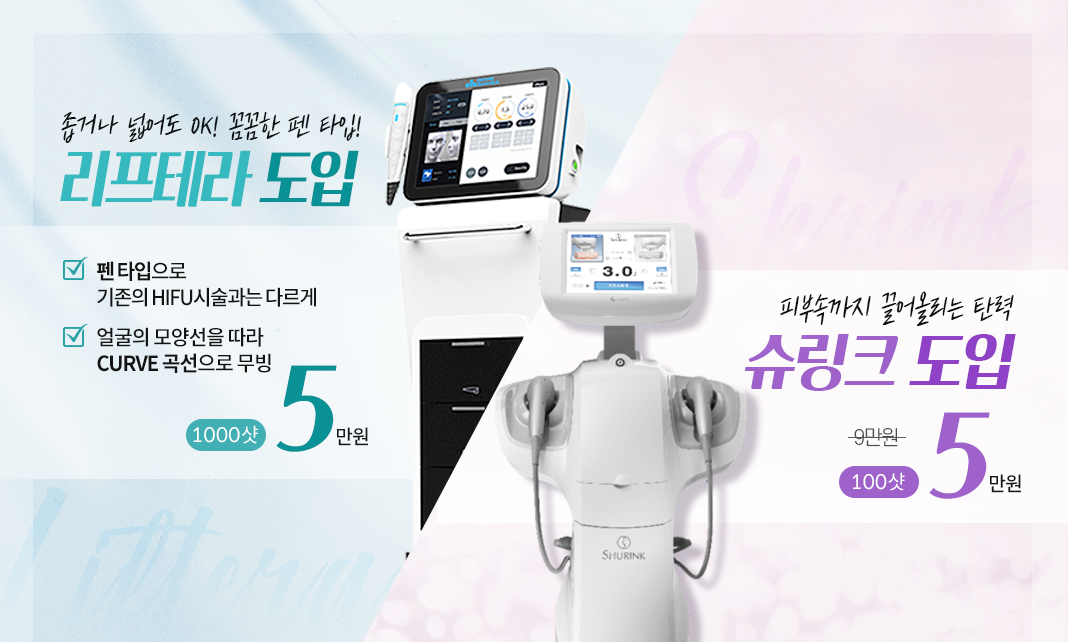 좁거나 넓어도 OK! 꼼꼼한 펜 타입!
리프테라 도입
펜 타입으로
기존의 HIFU시술과는 다르게
얼굴의 모양선을 따라
CURVE 곡선으로 무빙
1000샷 5만원
Shrink
3.0
피부속까지 끌어올리는 탄력
슈링크 도입
9만원
100샷 5만원
SHURINK